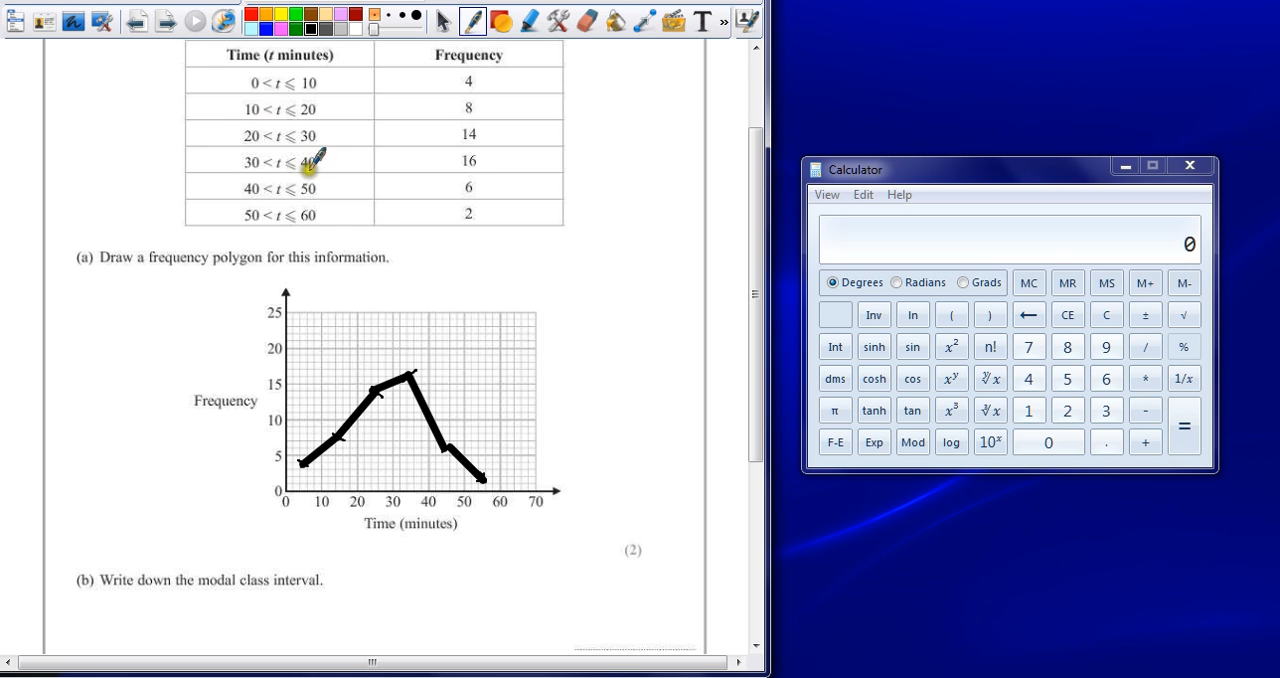 T »
Time (t minutes) Frequency
0 < t ⩽ 10 4
10 < t ⩽ 20 8
20 < t ⩽ 30 14
30 < t ⩽ 40 16
40 < t ⩽ 50 6
50 < t ⩽ 60 2
(a) Draw a frequency polygon for this information.
25
20
15
Frequency
10
5
0
0 10 20 30 40 50 60 70
Time (minutes)
(2)
(b) Write down the modal class interval.
Calculator
View Edit Help
0
Degrees Radians Grads MC MR MS M+ M-
Inv ln ( ) ← CE C ± √
Int sinh sin x² n! 7 8 9 / %
dms cosh cos xʸ ʸ√x 4 5 6 * 1/x
π tanh tan x³ ³√x 1 2 3 - =
F-E Exp Mod log 10ˣ 0 . +